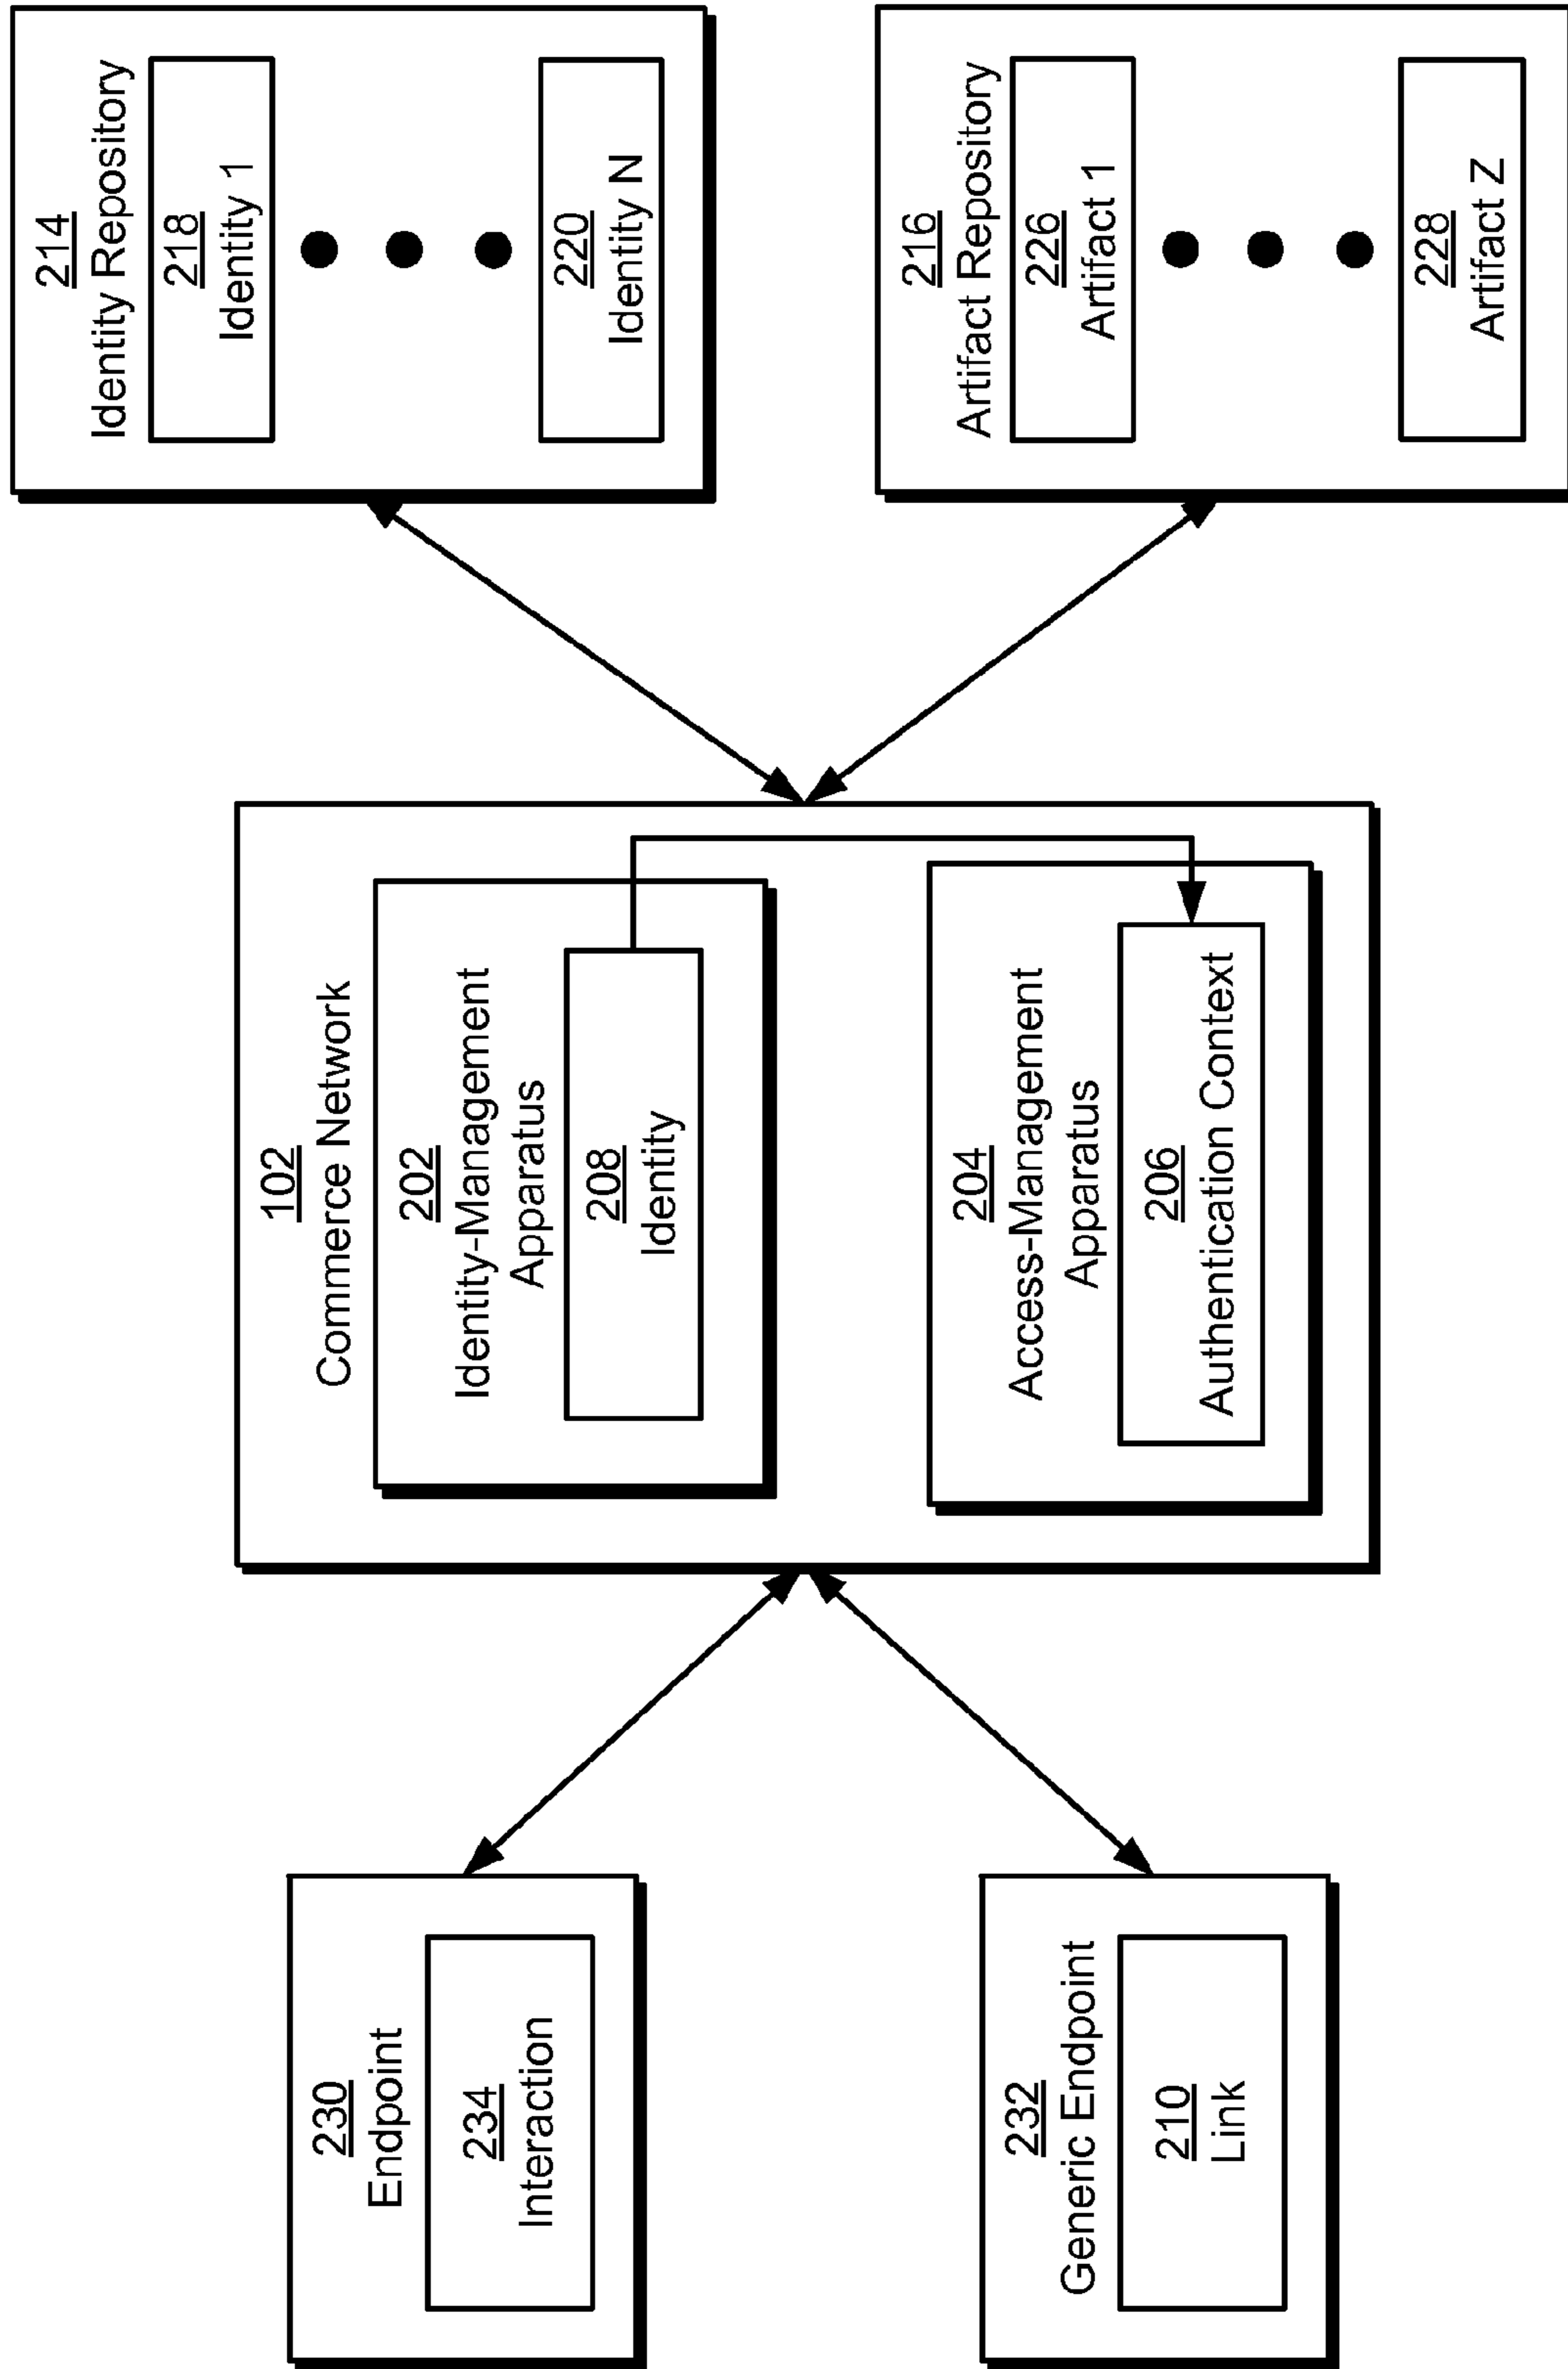 230
Endpoint
234
Interaction
232
Generic Endpoint
210
Link
102
Commerce Network
202
Identity-Management
Apparatus
208
Identity
204
Access-Management
Apparatus
206
Authentication Context
214
Identity Repository
218
Identity 1
220
Identity N
216
Artifact Repository
226
Artifact 1
228
Artifact Z